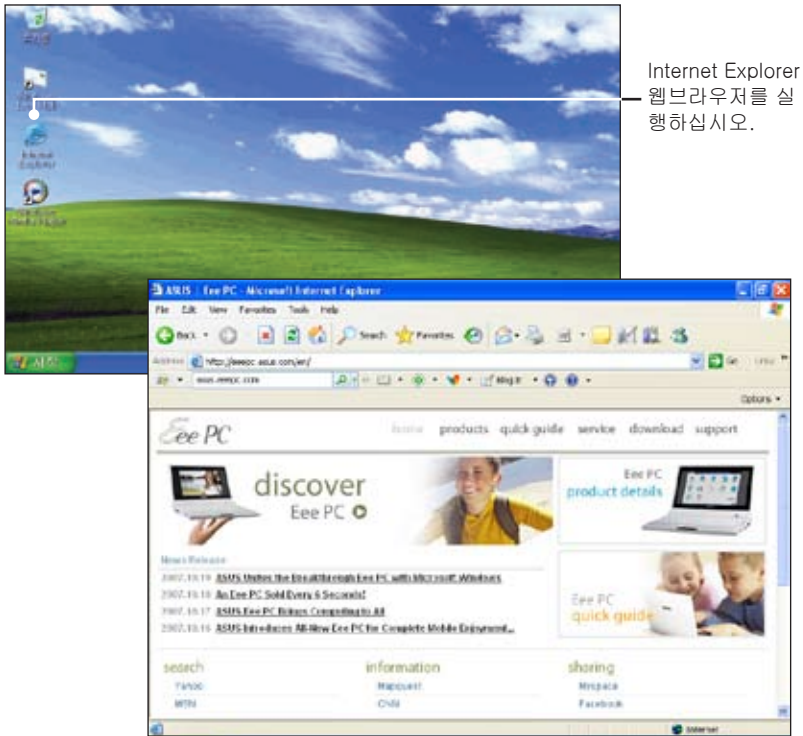 Internet Explorer
웹브라우저를 실
행하십시오.
Internet
Explorer
시작
ASUS | Eee PC - Microsoft Internet Explorer
File Edit View Favorites Tools Help
Back Search Favorites
Address http://eeepc.asus.com/en/ Go Links
asus.eeepc.com
Options
Eee PC
home products quick guide service download support
discover
Eee PC
Eee PC
product details
News Release
2007.10.19 ASUS Unites the Breakthrough Eee PC with Microsoft Windows
2007.10.18 An Eee PC Sold Every 6 Seconds!
2007.10.17 ASUS Eee PC Brings Computing to All
2007.10.16 ASUS Introduces All-New Eee PC for Complete Mobile Enjoyment...
Eee PC
quick guide
search information sharing
Yahoo Mapquest Myspace
MSN CNN Facebook
Internet